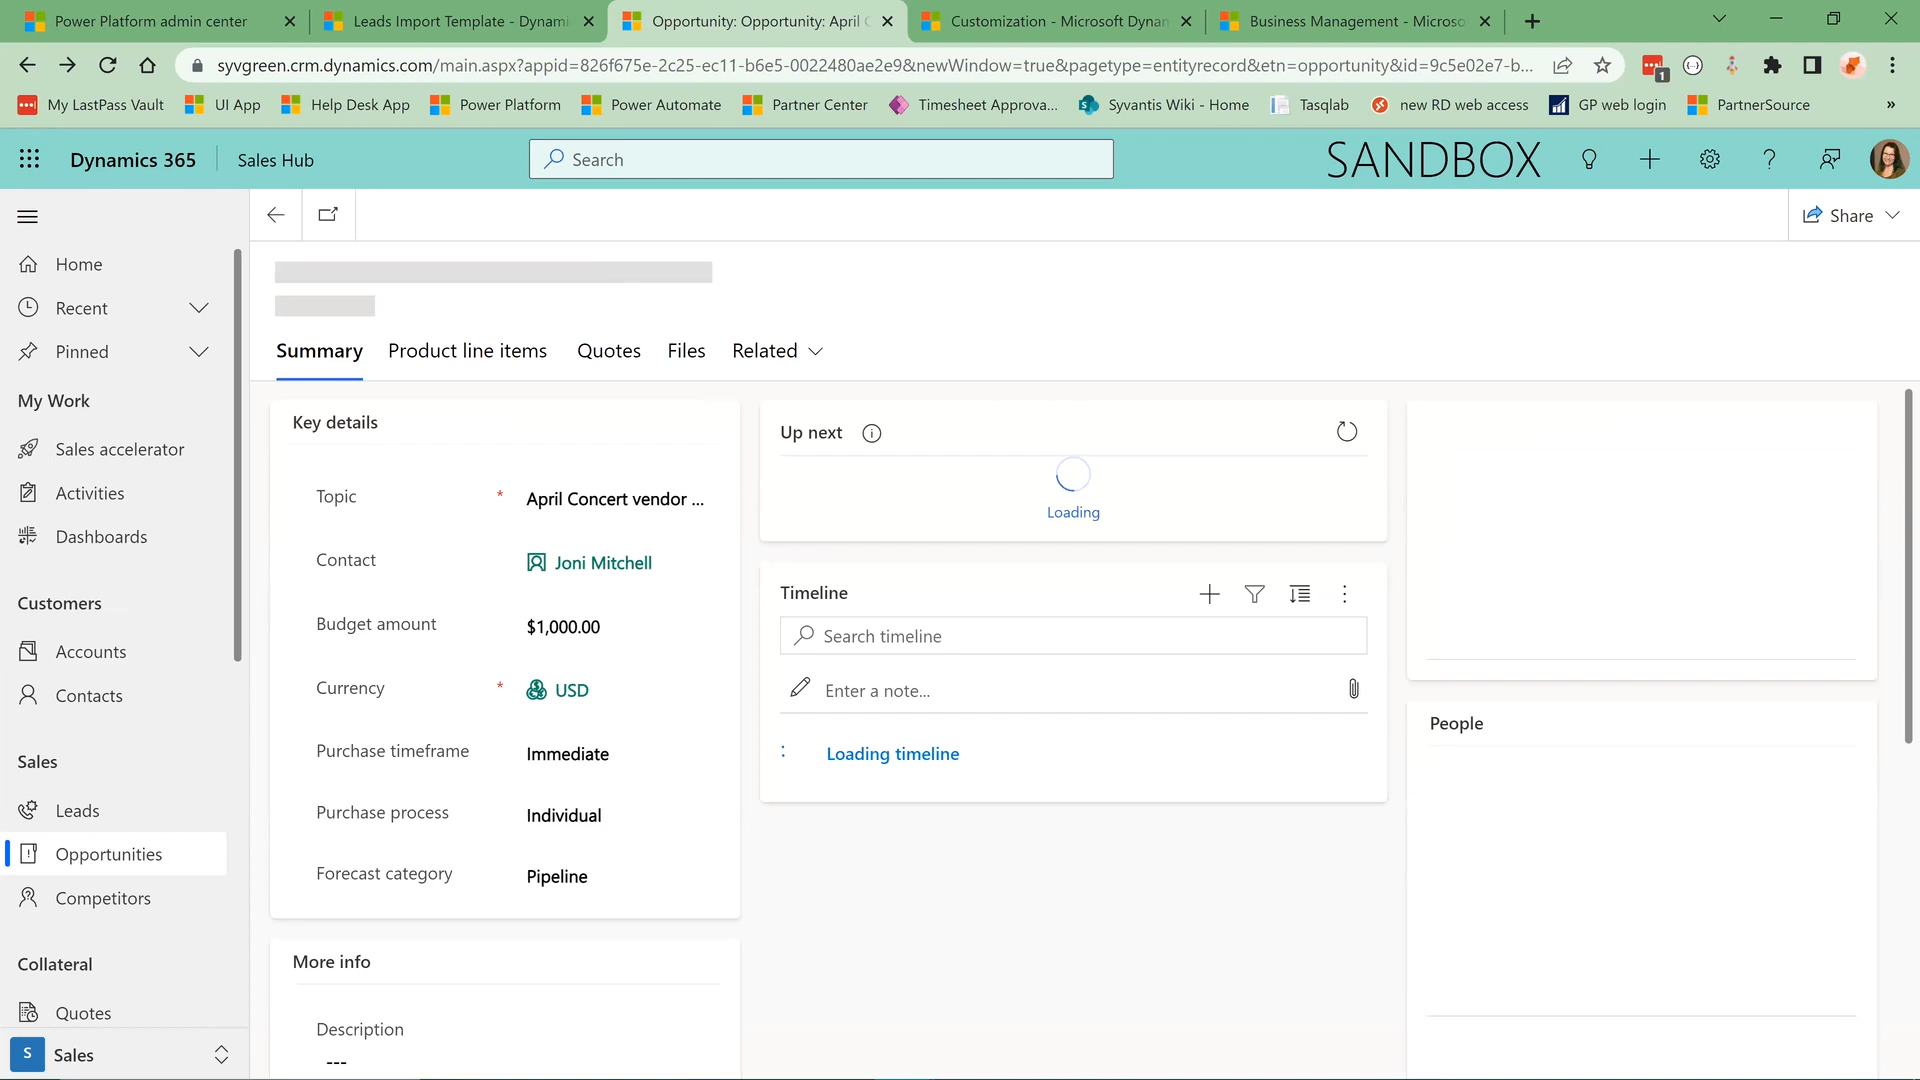 Power Platform admin center
Leads Import Template - Dynami
Opportunity: Opportunity: April C
Customization - Microsoft Dynan
Business Management - Microso
syvgreen.crm.dynamics.com/main.aspx?appid=826f675e-2c25-ec11-b6e5-0022480ae2e9&newWindow=true&pagetype=entityrecord&etn=opportunity&id=9c5e02e7-b...
1
My LastPass Vault
UI App
Help Desk App
Power Platform
Power Automate
Partner Center
Timesheet Approva...
Syvantis Wiki - Home
Tasqlab
new RD web access
GP web login
PartnerSource
»
Dynamics 365
Sales Hub
Search
SANDBOX
Share
Home
Recent
Pinned
My Work
Sales accelerator
Activities
Dashboards
Customers
Accounts
Contacts
Sales
Leads
Opportunities
Competitors
Collateral
Quotes
S
Sales
Summary
Product line items
Quotes
Files
Related
Key details
Topic
*
April Concert vendor ...
Contact
Joni Mitchell
Budget amount
$1,000.00
Currency
*
USD
Purchase timeframe
Immediate
Purchase process
Individual
Forecast category
Pipeline
More info
Description
---
Up next
Loading
Timeline
Search timeline
Enter a note...
Loading timeline
People